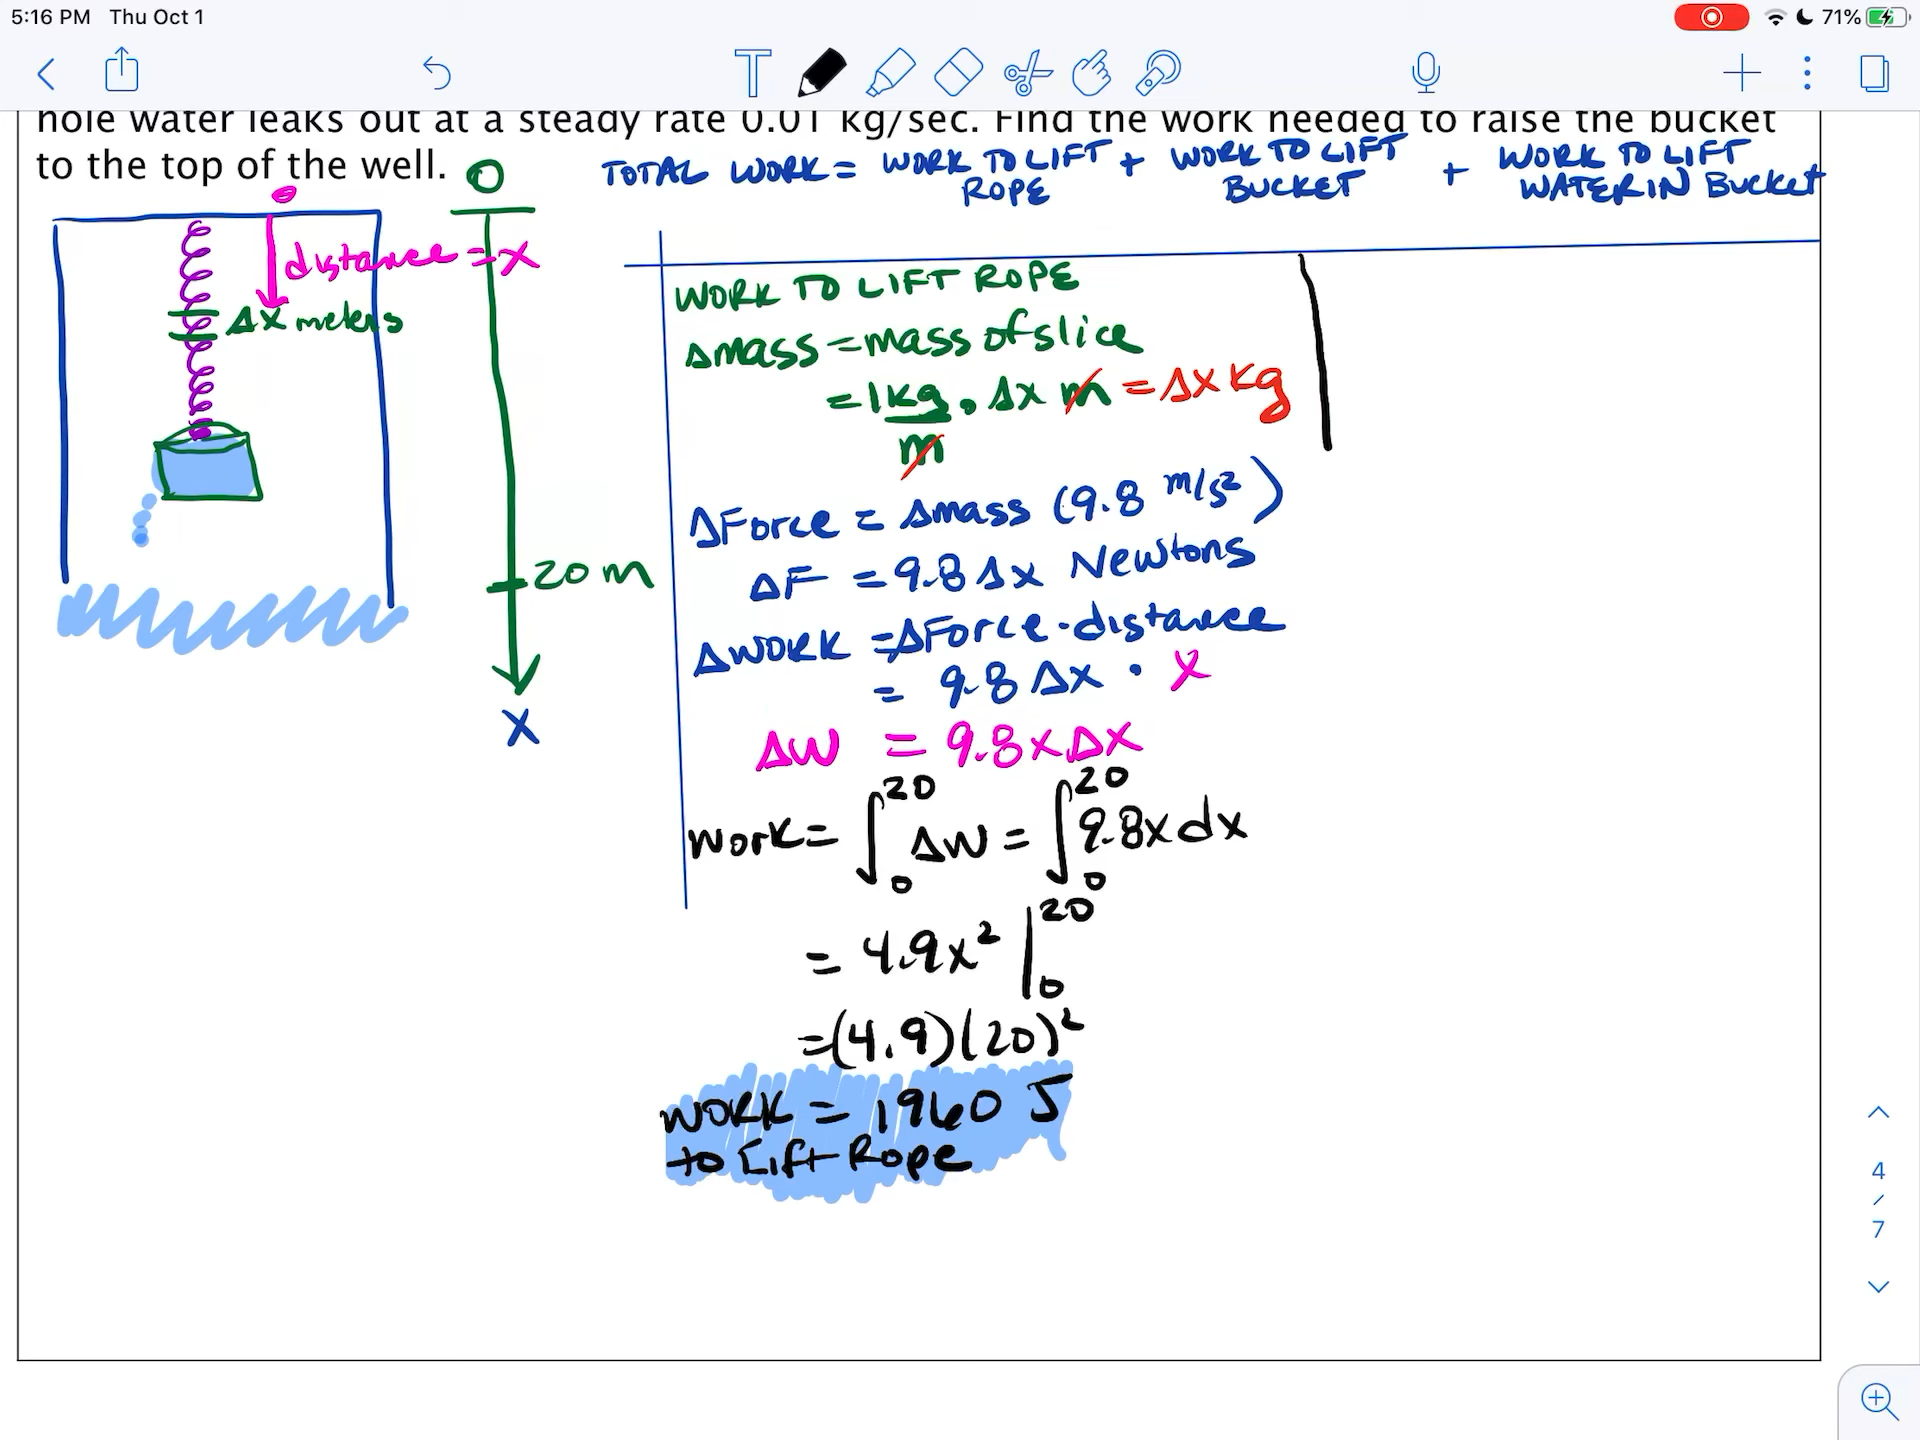 5:16 PM Thu Oct 1
71%
hole water leaks out at a steady rate 0.01 kg/sec. Find the work needed to raise the bucket
to the top of the well.
0
TOTAL WORK = WORK TO LIFT ROPE + WORK TO LIFT BUCKET + WORK TO LIFT WATER IN BUCKET
0
distance = x
Δx meters
20 m
x
WORK TO LIFT ROPE
Δmass = mass of slice
= 1 kg/m · Δx m = Δx kg
ΔForce = Δmass (9.8 m/s²)
ΔF = 9.8 Δx Newtons
ΔWORK = ΔForce · distance
= 9.8 Δx · x
ΔW = 9.8xΔx
Work = ∫₀²⁰ ΔW = ∫₀²⁰ 9.8x dx
= 4.9x² |₀²⁰
= (4.9)(20)²
WORK = 1960 J
to Lift Rope
4
/
7
T